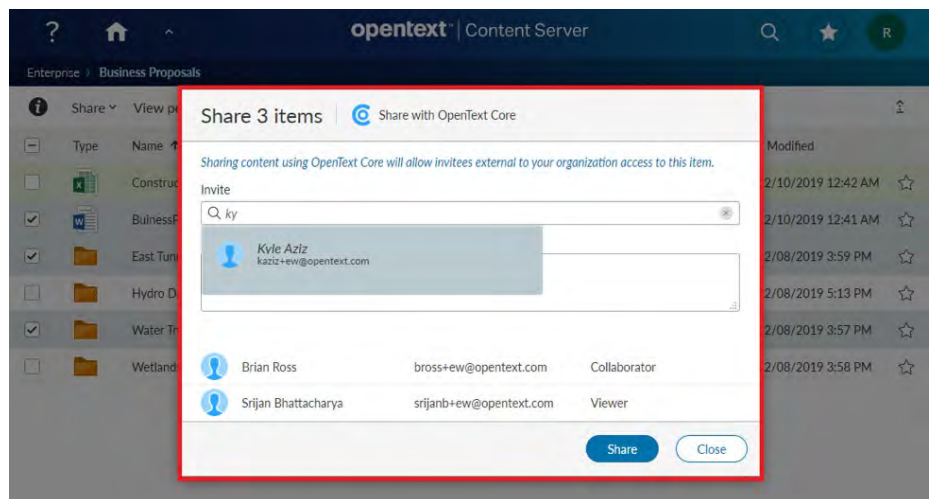 ? opentext™ | Content Server R
Enterprise Business Proposals
Share View pe
Type Name Modified
Construc 2/10/2019 12:42 AM
BuinessP 2/10/2019 12:41 AM
East Tun 2/08/2019 3:59 PM
Hydro D 2/08/2019 5:13 PM
Water Tr 2/08/2019 3:57 PM
Wetland 2/08/2019 3:58 PM
Share 3 items Share with OpenText Core
Sharing content using OpenText Core will allow invitees external to your organization access to this item.
Invite
ky
Kyle Aziz
kaziz+ew@opentext.com
Brian Ross bross+ew@opentext.com Collaborator
Srijan Bhattacharya srijanb+ew@opentext.com Viewer
Share Close